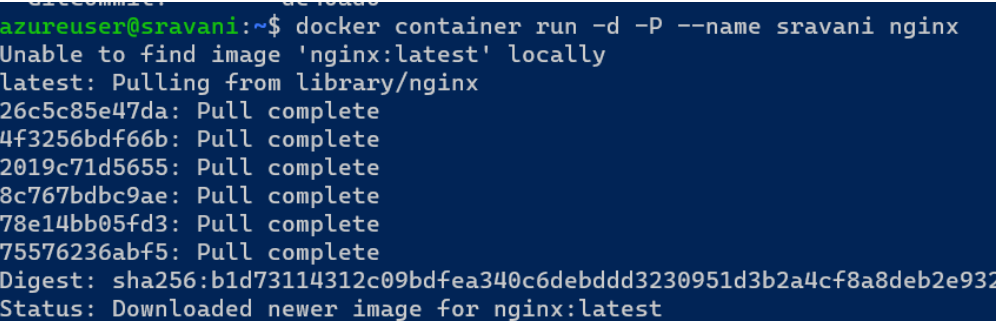 azureuser@sravani:~$ docker container run -d -P --name sravani nginx
Unable to find image 'nginx:latest' locally
latest: Pulling from library/nginx
26c5c85e47da: Pull complete
4f3256bdf66b: Pull complete
2019c71d5655: Pull complete
8c767bdbc9ae: Pull complete
78e14bb05fd3: Pull complete
75576236abf5: Pull complete
Digest: sha256:b1d73114312c09bdfea340c6debddd3230951d3b2a4cf8a8deb2e932
Status: Downloaded newer image for nginx:latest